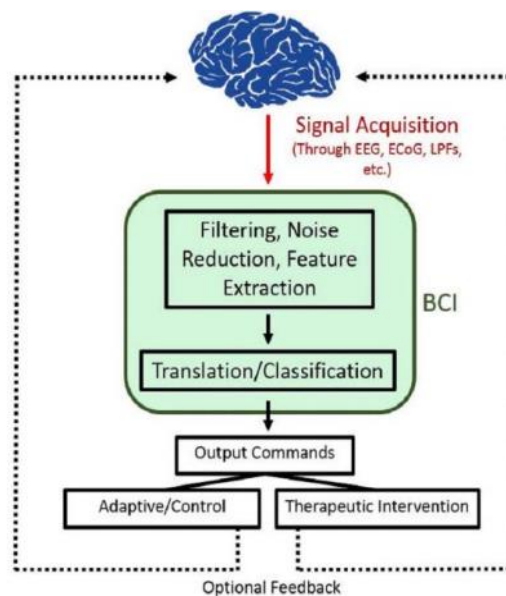 Signal Acquisition
(Through EEG, ECoG, LPFs,
etc.)
Filtering, Noise
Reduction, Feature
Extraction
BCI
Translation/Classification
Output Commands
Adaptive/Control
Therapeutic Intervention
Optional Feedback